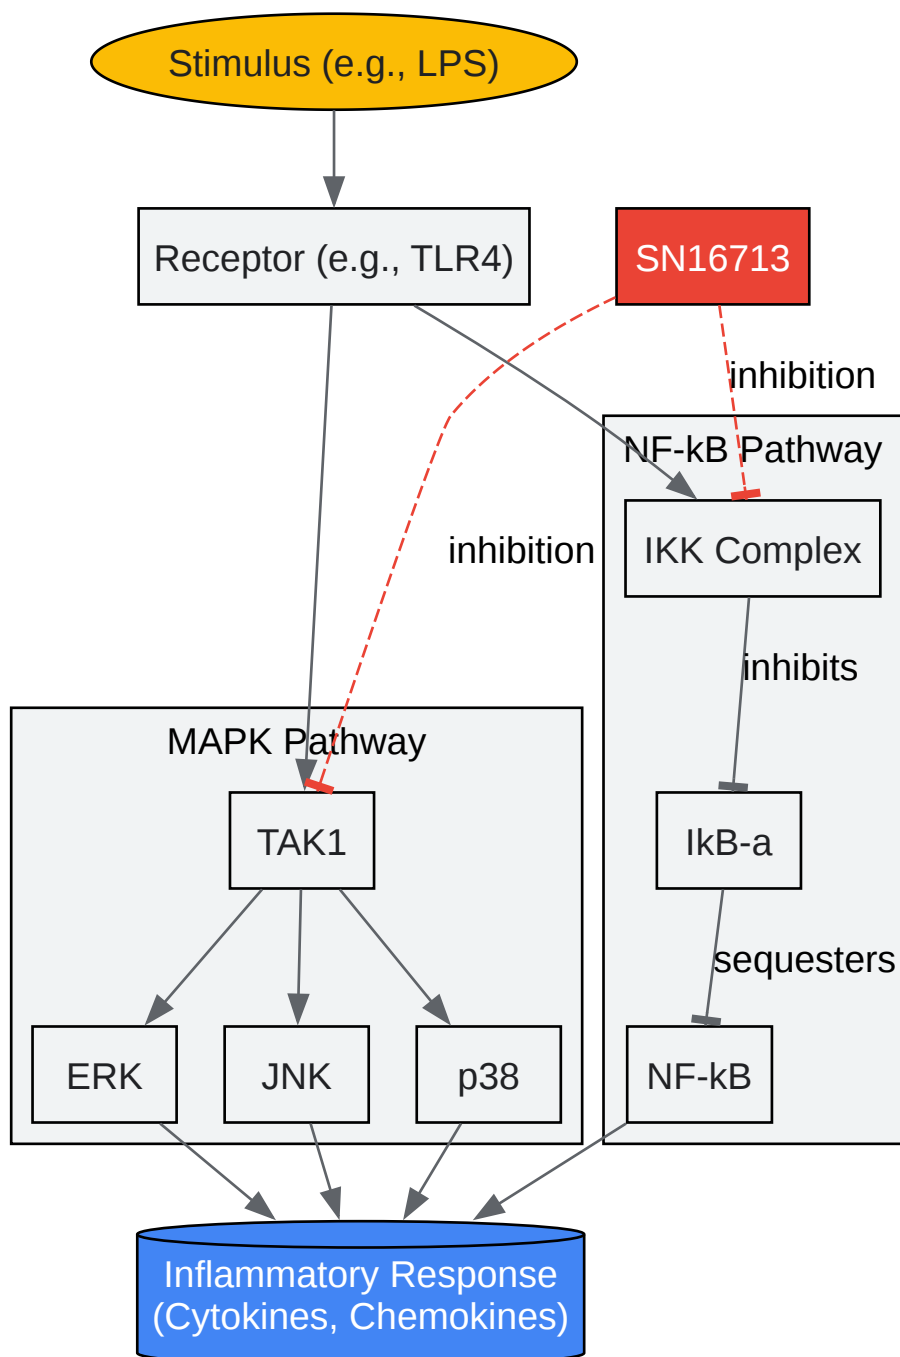 Stimulus (e.g., LPS)
Receptor (e.g., TLR4)
SN16713
inhibition
NF-kB Pathway
IKK Complex
inhibition
inhibits
MAPK Pathway
TAK1
IkB-a
sequesters
ERK
JNK
p38
NF-kB
Inflammatory Response
(Cytokines, Chemokines)